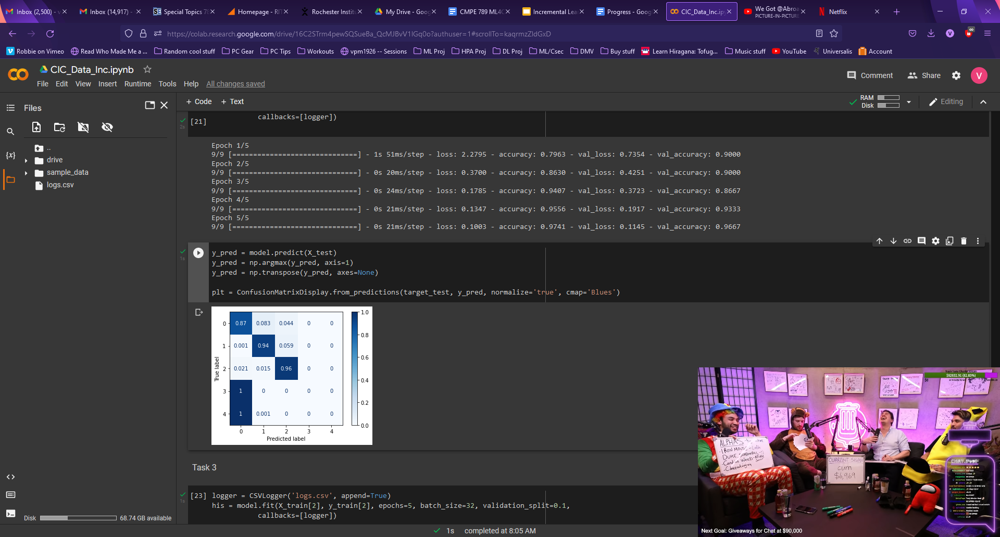 Inbox (2,500) - v
Inbox (14,917) -
Special Topics 78
Homepage - RIT
Rochester Institu
My Drive - Goog
CMPE 789 ML4C
Incremental Lea
Progress - Goog
CIC_Data_Inc.ip
We Got @Abroa
PICTURE-IN-PICTURE
Netflix
https://colab.research.google.com/drive/16C2STrm4pewSQSueBa_QcMJBvV1IGq0o?authuser=1#scrollTo=kaqrmzZldGxD
Robbie on Vimeo
Read Who Made Me a ...
Random cool stuff
PC Gear
PC Tips
Workouts
vpm1926 -- Sessions
ML Proj
HPA Proj
DL Proj
ML/Csec
DMV
Buy stuff
Learn Hiragana: Tofug...
Music stuff
YouTube
Universalis
Account
CIC_Data_Inc.ipynb
File Edit View Insert Runtime Tools Help All changes saved
Comment
Share
V
Files
+ Code + Text
RAM
Disk
Editing
..
drive
sample_data
logs.csv
callbacks=[logger])
[21]
2s
Epoch 1/5
9/9 [==============================] - 1s 51ms/step - loss: 2.2795 - accuracy: 0.7963 - val_loss: 0.7354 - val_accuracy: 0.9000
Epoch 2/5
9/9 [==============================] - 0s 20ms/step - loss: 0.3700 - accuracy: 0.8630 - val_loss: 0.4251 - val_accuracy: 0.9000
Epoch 3/5
9/9 [==============================] - 0s 24ms/step - loss: 0.1785 - accuracy: 0.9407 - val_loss: 0.3723 - val_accuracy: 0.8667
Epoch 4/5
9/9 [==============================] - 0s 21ms/step - loss: 0.1347 - accuracy: 0.9556 - val_loss: 0.1917 - val_accuracy: 0.9333
Epoch 5/5
9/9 [==============================] - 0s 21ms/step - loss: 0.1003 - accuracy: 0.9741 - val_loss: 0.1145 - val_accuracy: 0.9667
1s
y_pred = model.predict(X_test)
y_pred = np.argmax(y_pred, axis=1)
y_pred = np.transpose(y_pred, axes=None)
plt = ConfusionMatrixDisplay.from_predictions(target_test, y_pred, normalize='true', cmap='Blues')
0 0.87 0.083 0.044 0 0
1 0.001 0.94 0.059 0 0
2 0.021 0.015 0.96 0 0
3 1 0 0 0 0
4 1 0.001 0 0 0
0 1 2 3 4
True label
Predicted label
1.0
0.8
0.6
0.4
0.2
0.0
Task 3
1s
[23] logger = CSVLogger('logs.csv', append=True)
his = model.fit(X_train[2], y_train[2], epochs=5, batch_size=32, validation_split=0.1,
callbacks=[logger])
Disk 68.74 GB available
1s completed at 8:05 AM
$82832.91 (82.83%)
$0
ALPHAS
IRON MOUSE
DUKE
CURRENT SIGMA
cum
$6,969
Next Goal: Giveaways for Chat at $90,000